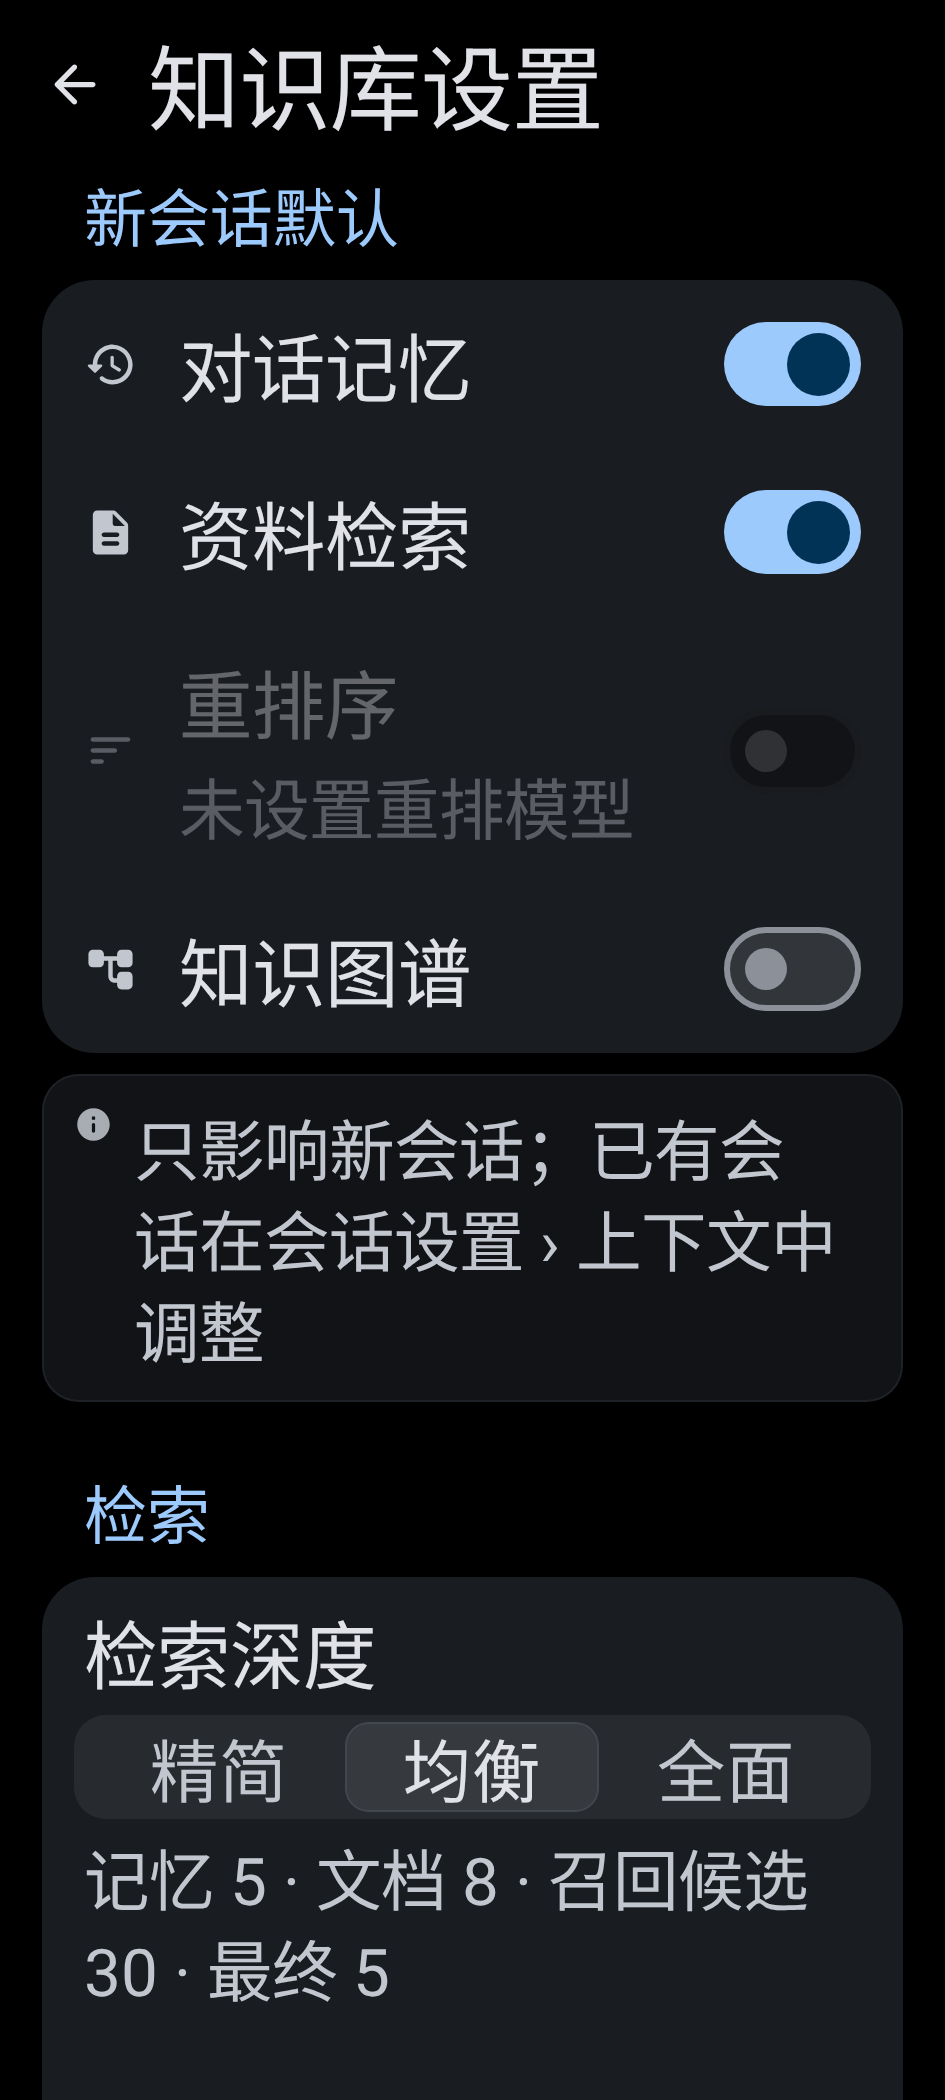 知识库设置
新会话默认
对话记忆
资料检索
重排序
未设置重排模型
知识图谱
只影响新会话；已有会
话在会话设置 › 上下文中
调整
检索
检索深度
精简 均衡 全面
记忆 5 · 文档 8 · 召回候选
30 · 最终 5